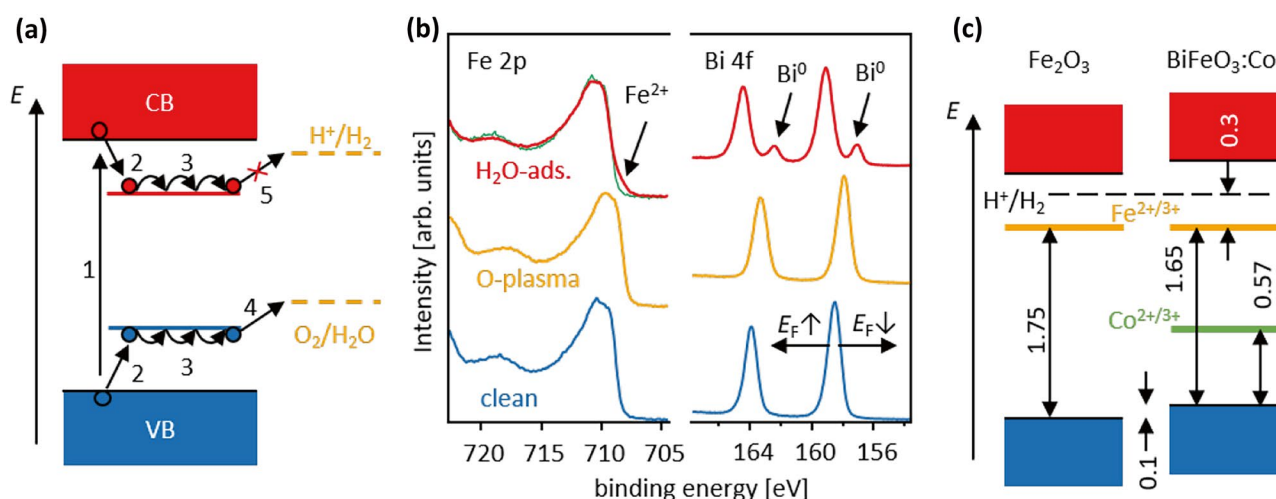 (a)
E
CB
H⁺/H₂
2
3
5
1
4
O₂/H₂O
2
3
VB
(b)
Fe 2p
Bi 4f
Fe²⁺
Bi⁰
Bi⁰
H₂O-ads.
O-plasma
E_F↑
E_F↓
clean
Intensity [arb. units]
720
715
710
705
164
160
156
binding energy [eV]
(c)
Fe₂O₃
BiFeO₃:Co
E
0.3
H⁺/H₂
Fe²⁺/³⁺
1.75
1.65
0.57
Co²⁺/³⁺
0.1